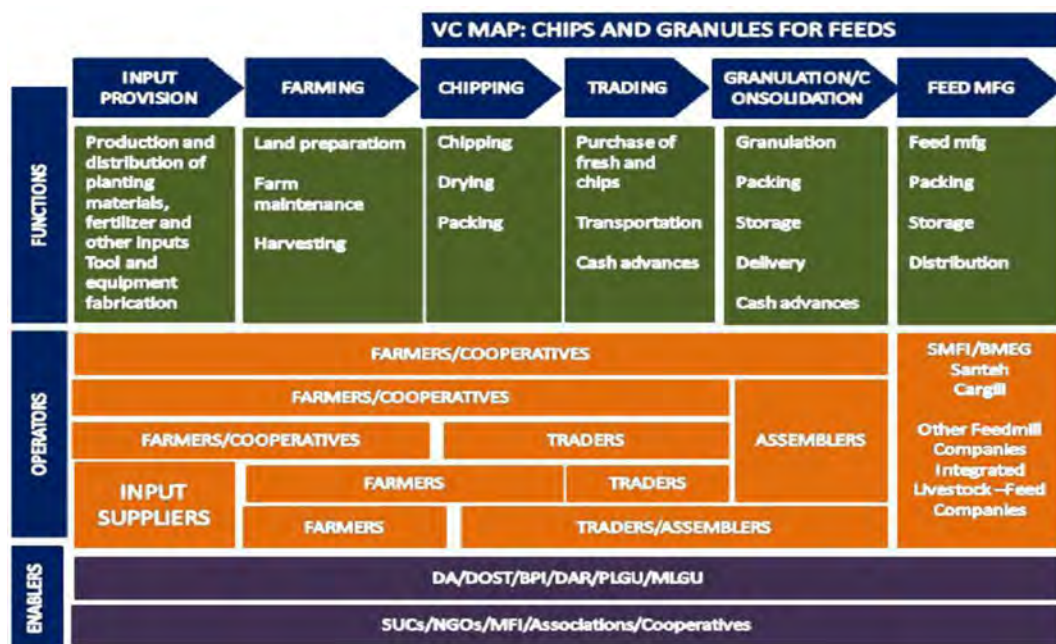 VC MAP: CHIPS AND GRANULES FOR FEEDS
INPUT
PROVISION
FARMING
CHIPPING
TRADING
GRANULATION/C
ONSOLIDATION
FEED MFG
FUNCTIONS
Production and
distribution of
planting
materials,
fertilizer and
other inputs
Tool and
equipment
fabrication
Land preparatiom
Farm
maintenance
Harvesting
Chipping
Drying
Packing
Purchase of
fresh and
chips
Transportation
Cash advances
Granulation
Packing
Storage
Delivery
Cash advances
Feed mfg
Packing
Storage
Distribution
OPERATORS
FARMERS/COOPERATIVES
FARMERS/COOPERATIVES
FARMERS/COOPERATIVES
TRADERS
ASSEMBLERS
INPUT
SUPPLIERS
FARMERS
TRADERS
FARMERS
TRADERS/ASSEMBLERS
SMFI/BMEG
Santeh
Cargill
Other Feedmill
Companies
Integrated
Livestock–Feed
Companies
ENABLERS
DA/DOST/BPI/DAR/PLGU/MLGU
SUCs/NGOs/MFI/Associations/Cooperatives